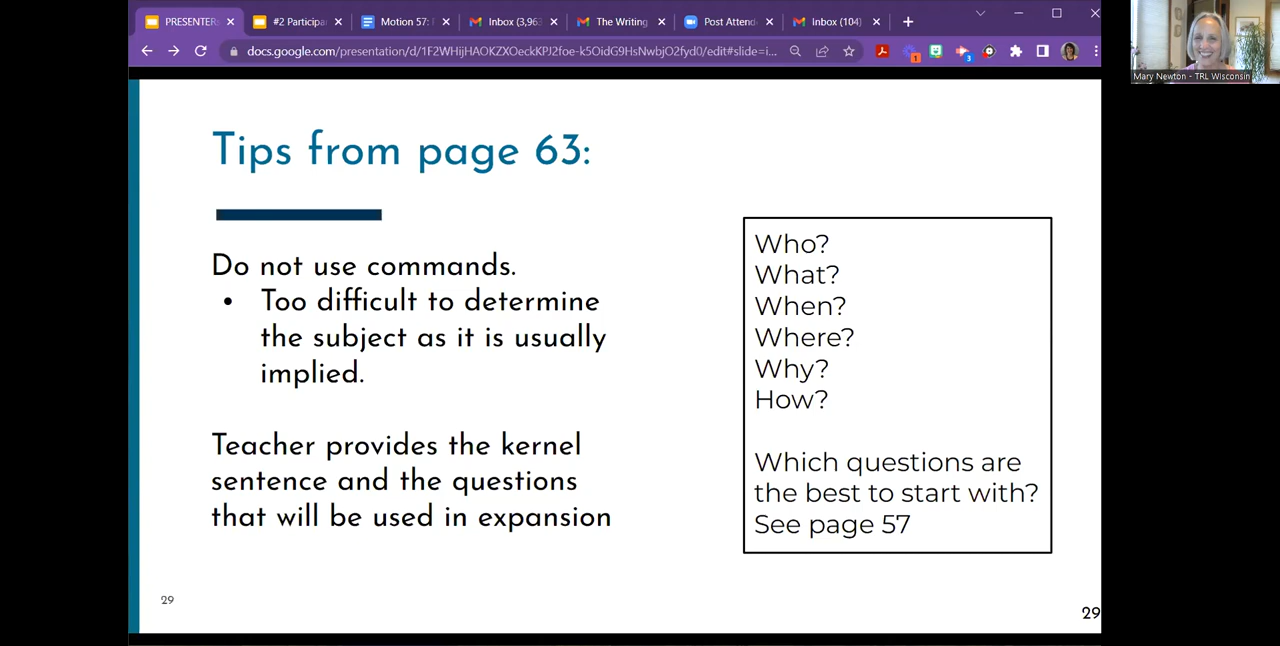 PRESENTER
#2 Participa
Motion 57:
Inbox (3,963
The Writing
Post Attend
Inbox (104)
docs.google.com/presentation/d/1F2WHijHAOKZXOeckKPJ2foe-k5OidG9HsNwbjO2fyd0/edit#slide=i...
1
3
Mary Newton - TRL WIsconsin
Tips from page 63:
Do not use commands.
• Too difficult to determine
the subject as it is usually
implied.
Teacher provides the kernel
sentence and the questions
that will be used in expansion
Who?
What?
When?
Where?
Why?
How?
Which questions are
the best to start with?
See page 57
29
29